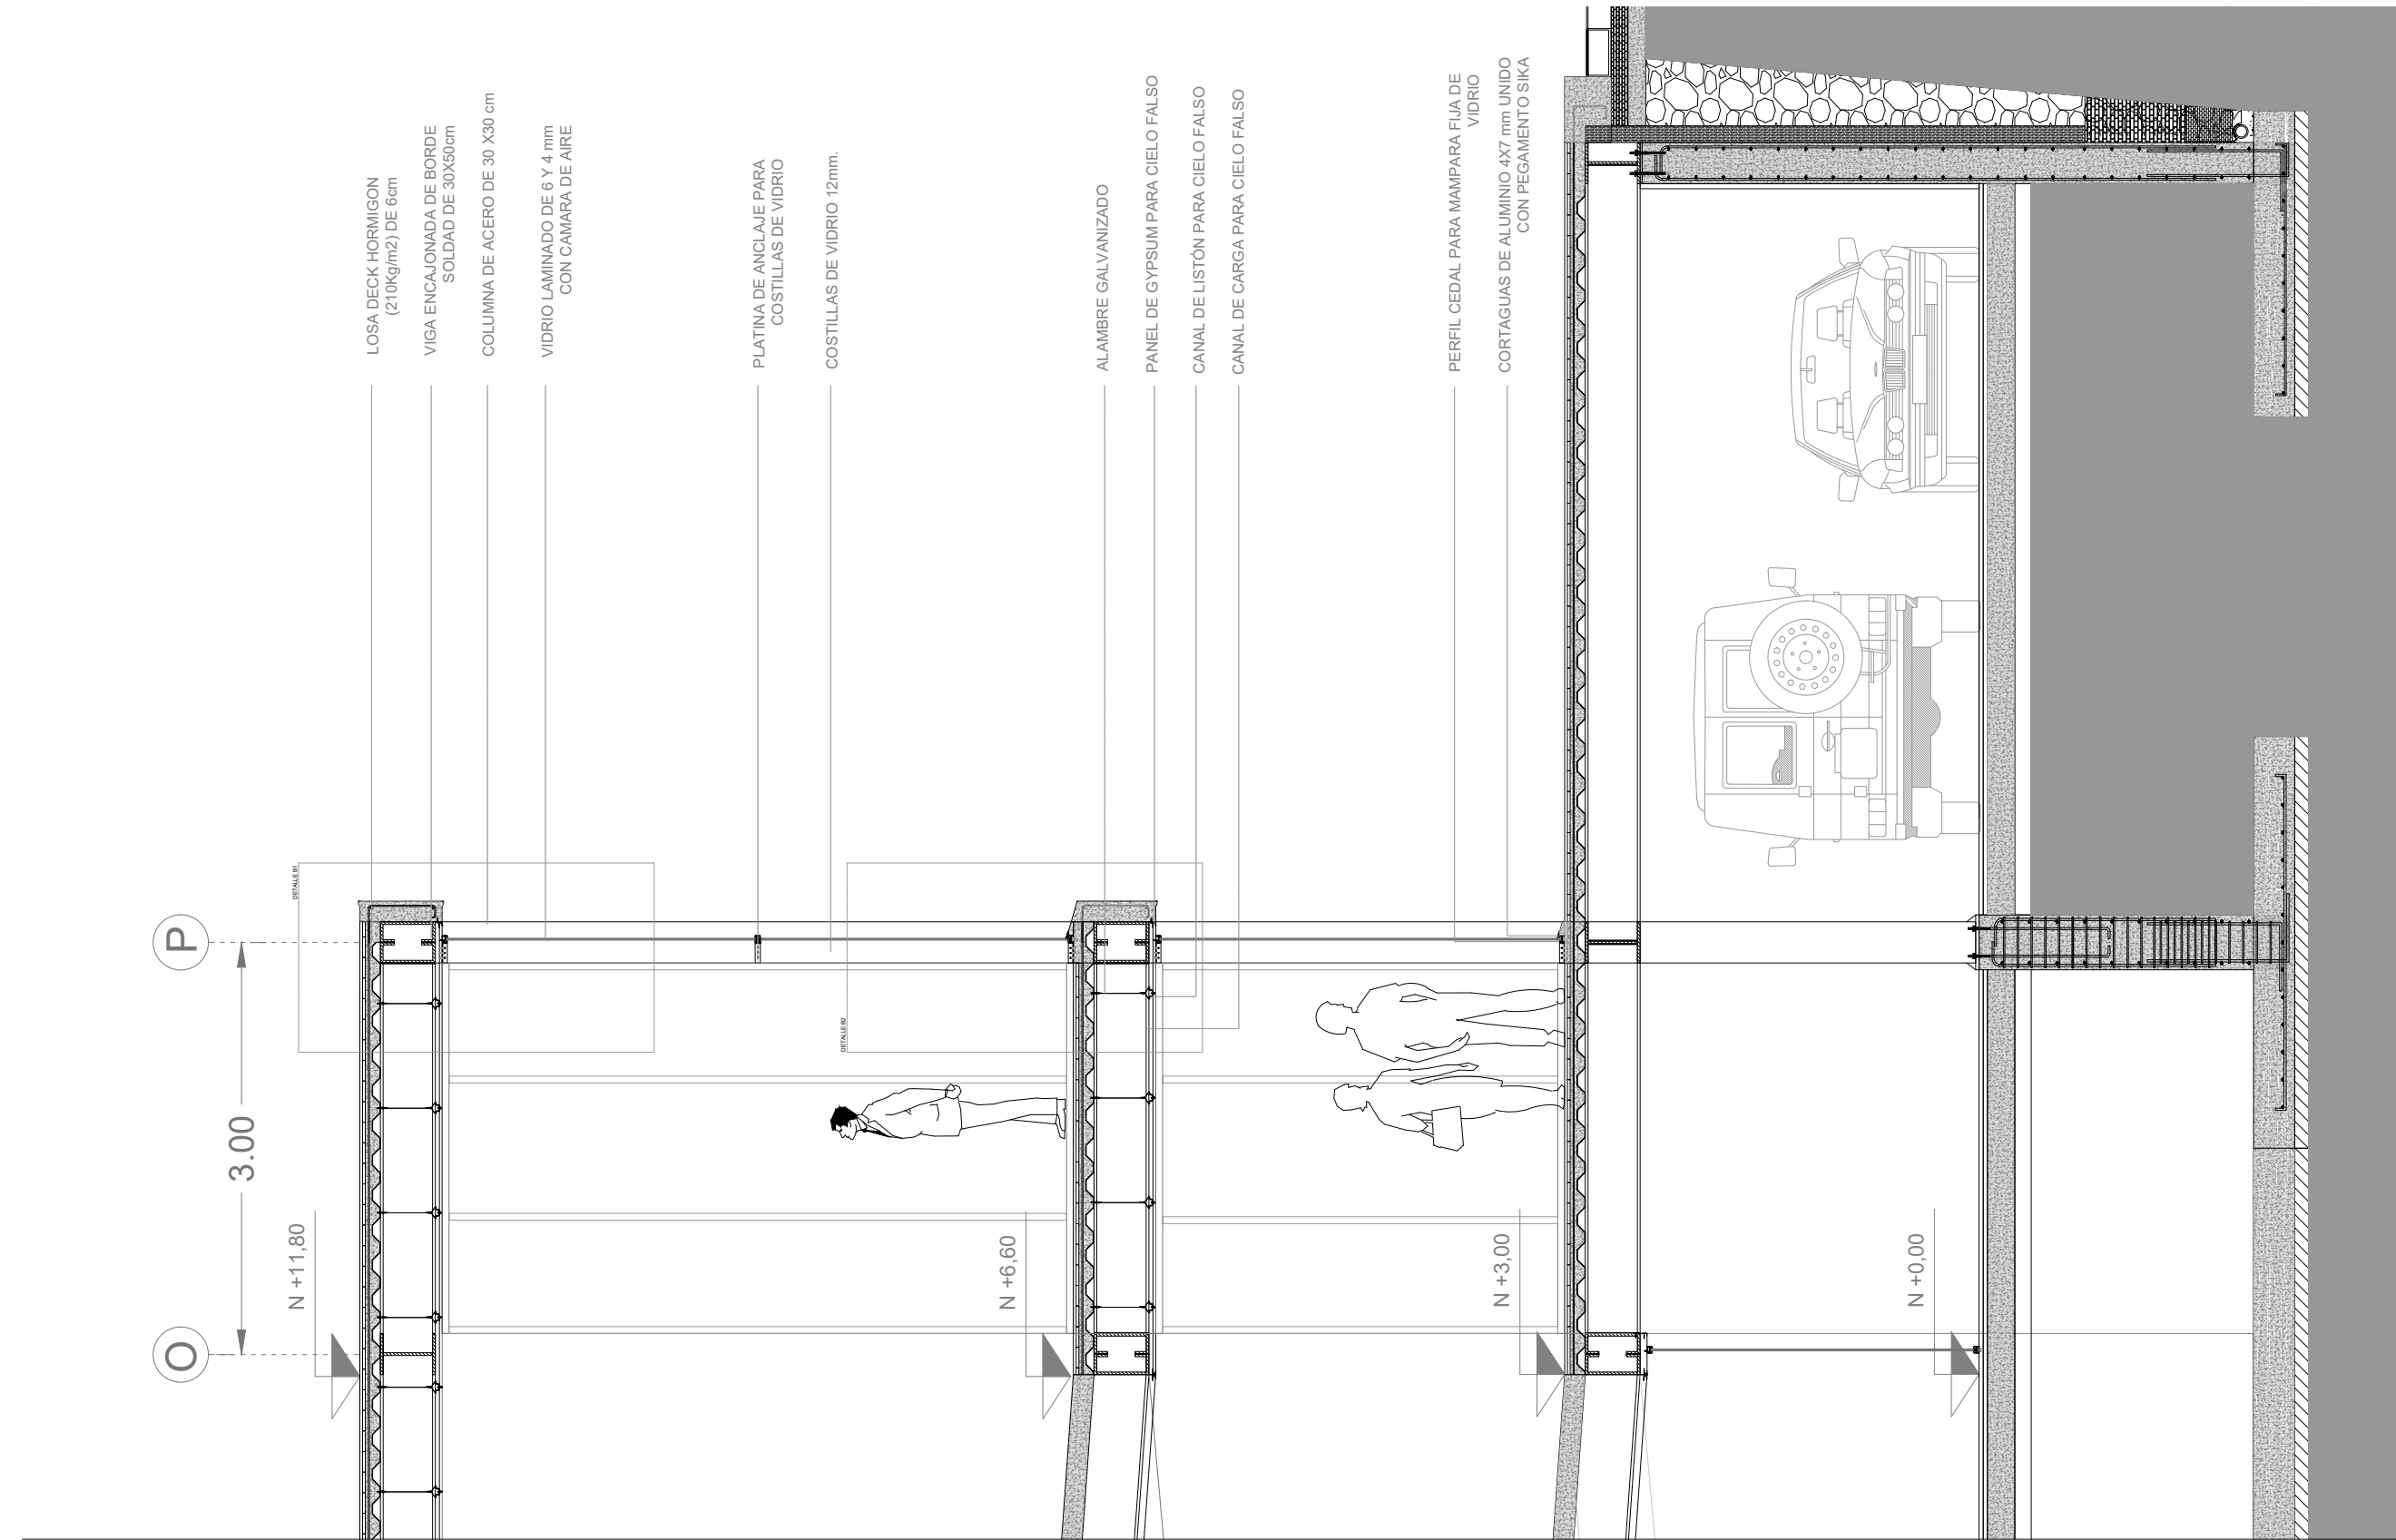 LOSA DECK HORMIGON
(210Kg/m2) DE 6cm
VIGA ENCAJONADA DE BORDE
SOLDAD DE 30X50cm
COLUMNA DE ACERO DE 30 X30 cm
VIDRIO LAMINADO DE 6 Y 4 mm
CON CAMARA DE AIRE
PLATINA DE ANCLAJE PARA
COSTILLAS DE VIDRIO
COSTILLAS DE VIDRIO 12mm.
ALAMBRE GALVANIZADO
PANEL DE GYPSUM PARA CIELO FALSO
CANAL DE LISTÓN PARA CIELO FALSO
CANAL DE CARGA PARA CIELO FALSO
PERFIL CEDAL PARA MAMPARA FIJA DE
VIDRIO
CORTAGUAS DE ALUMINIO 4X7 mm UNIDO
CON PEGAMENTO SIKA
DETALLE B1
DETALLE B2
P
3.00
O
N +11,80
N +6,60
N +3,00
N +0,00